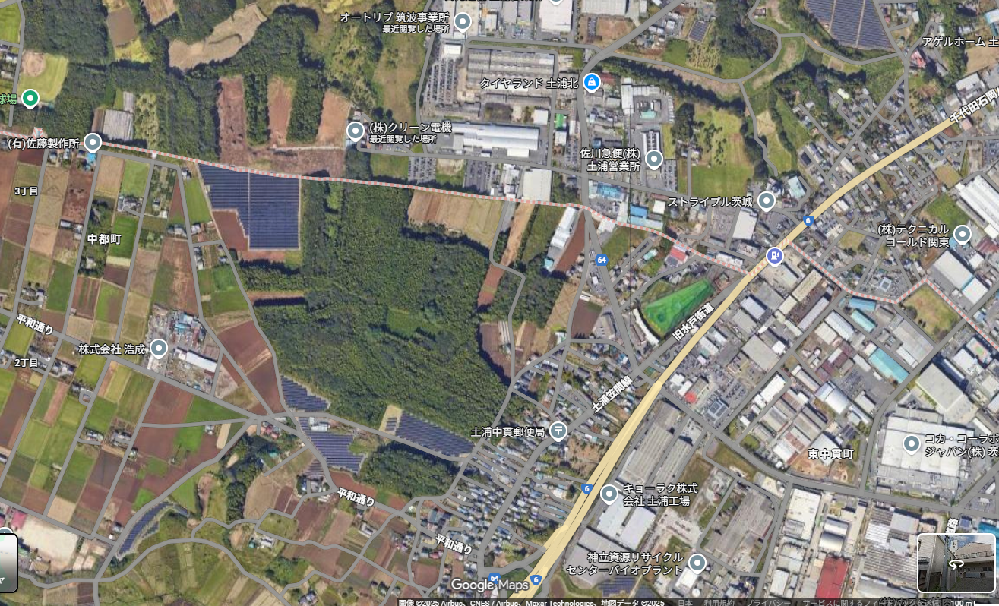 オートリブ 筑波事業所
最近閲覧した場所
アゲルホーム 土
タイヤランド 土浦北
千代田石岡
球場
(株)クリーン電機
最近閲覧した場所
(有)佐藤製作所
佐川急便(株)
土浦営業所
3丁目
ストライプル茨城
6
(株)テクニカル
コールド関東
中都町
64
旧水戸街道
平和通り
株式会社 浩成
2丁目
土浦笠間線
土浦中貫郵便局
コカ・コーラボ
ジャパン(株) 茨
東中貫町
6
キョーラク株式
会社 土浦工場
平和通り
平和通り
神立資源リサイクル
センターバイオプラント
64
6
Google Maps
画像 ©2025 Airbus、CNES / Airbus、Maxar Technologies、地図データ ©2025
日本
利用規約
プライバシー
100 m